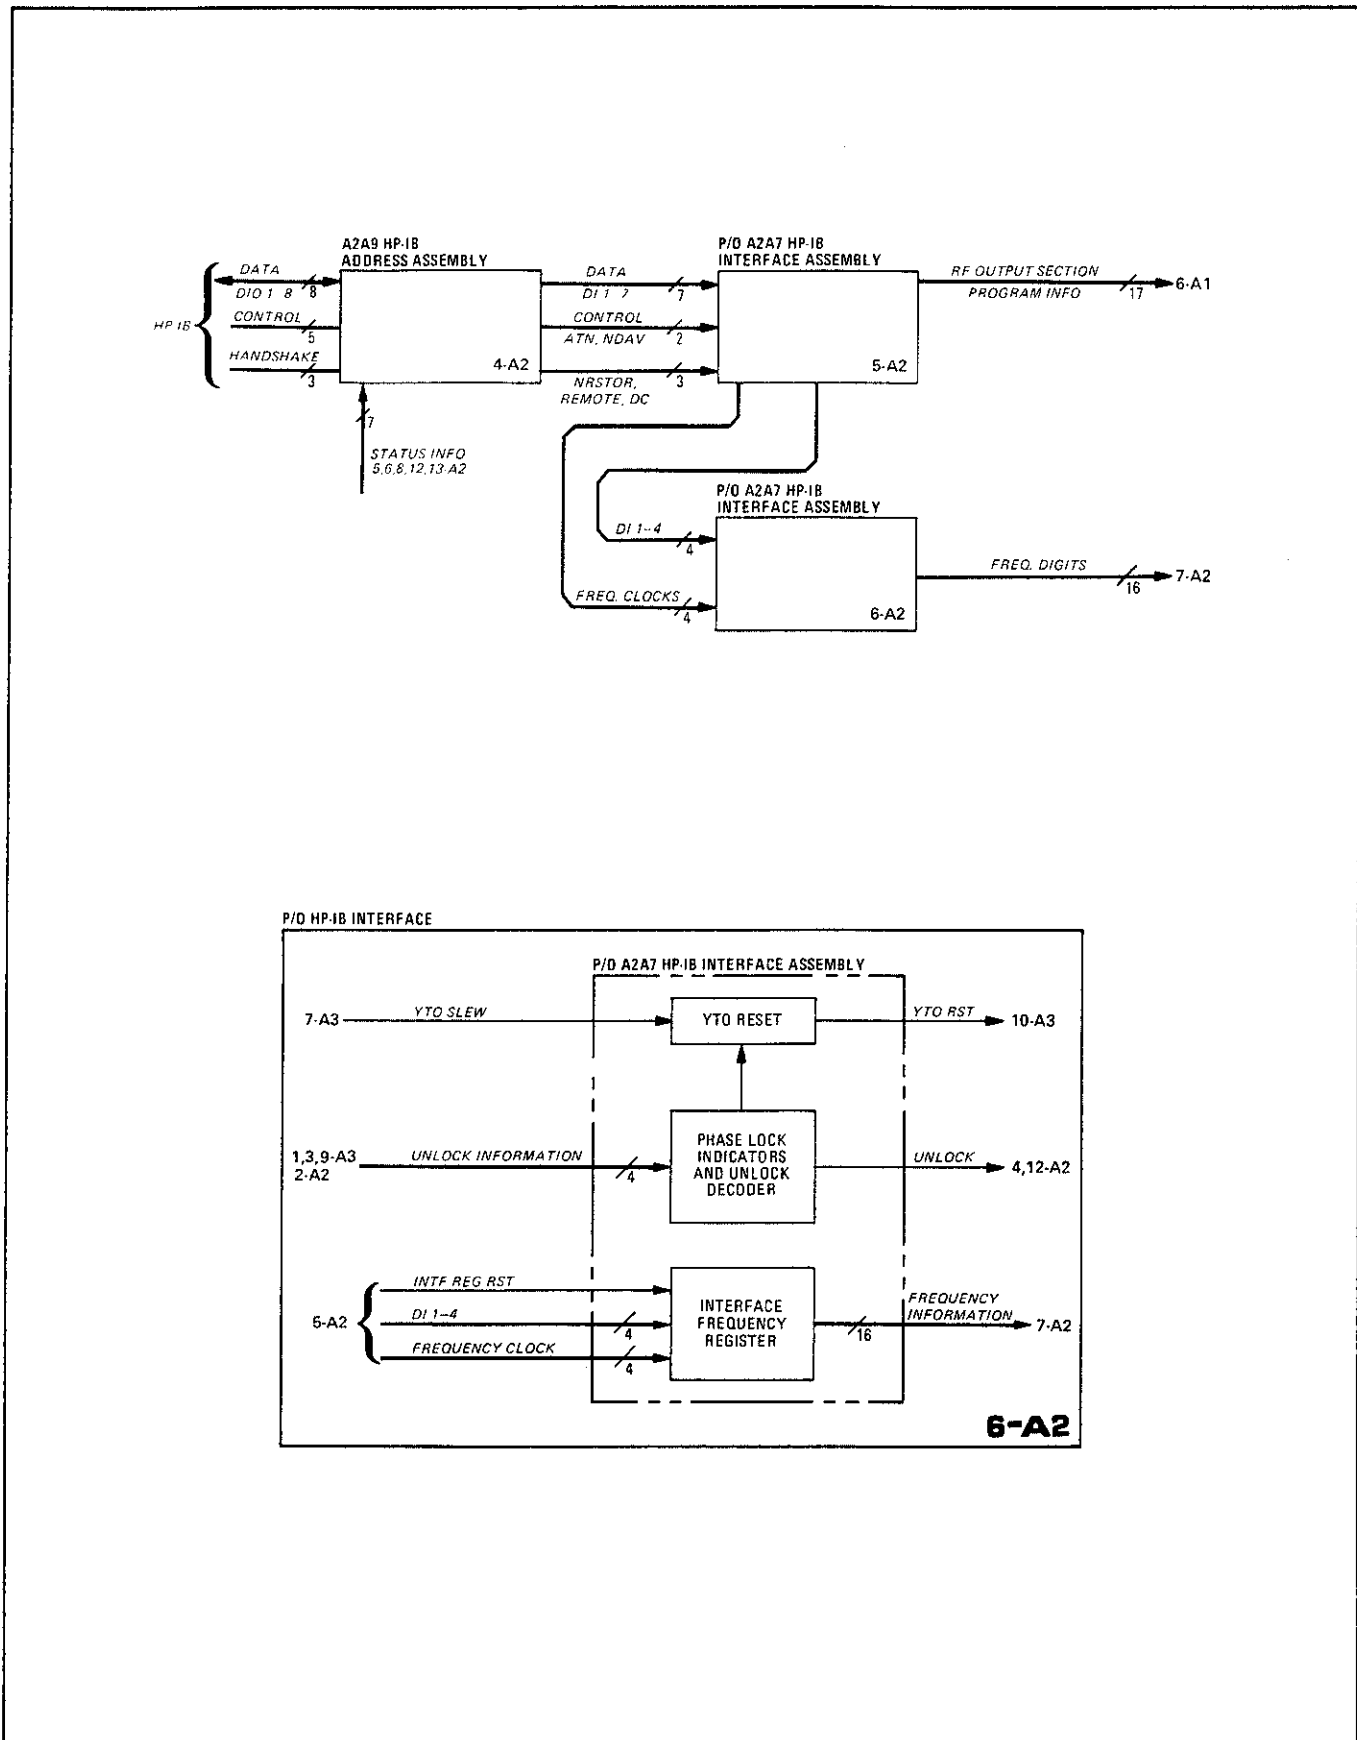 A2A9 HP-IB
ADDRESS ASSEMBLY
P/O A2A7 HP-IB
INTERFACE ASSEMBLY
HP-IB
DATA
DIO 1-8
8
CONTROL
5
HANDSHAKE
3
4-A2
7
STATUS INFO
5,6,8,12,13-A2
DATA
DI 1-7
7
CONTROL
2
ATN, NDAV
3
NRSTOR,
REMOTE, DC
5-A2
RF OUTPUT SECTION
PROGRAM INFO
17
6-A1
P/O A2A7 HP-IB
INTERFACE ASSEMBLY
DI 1-4
4
FREQ. CLOCKS
4
6-A2
FREQ. DIGITS
16
7-A2
P/O HP-IB INTERFACE
P/O A2A7 HP-IB INTERFACE ASSEMBLY
7-A3
YTO SLEW
YTO RESET
YTO RST
10-A3
1,3,9-A3
2-A2
UNLOCK INFORMATION
4
PHASE LOCK
INDICATORS
AND UNLOCK
DECODER
UNLOCK
4,12-A2
5-A2
INTF REG RST
DI 1-4
4
FREQUENCY CLOCK
4
INTERFACE
FREQUENCY
REGISTER
16
FREQUENCY
INFORMATION
7-A2
6-A2